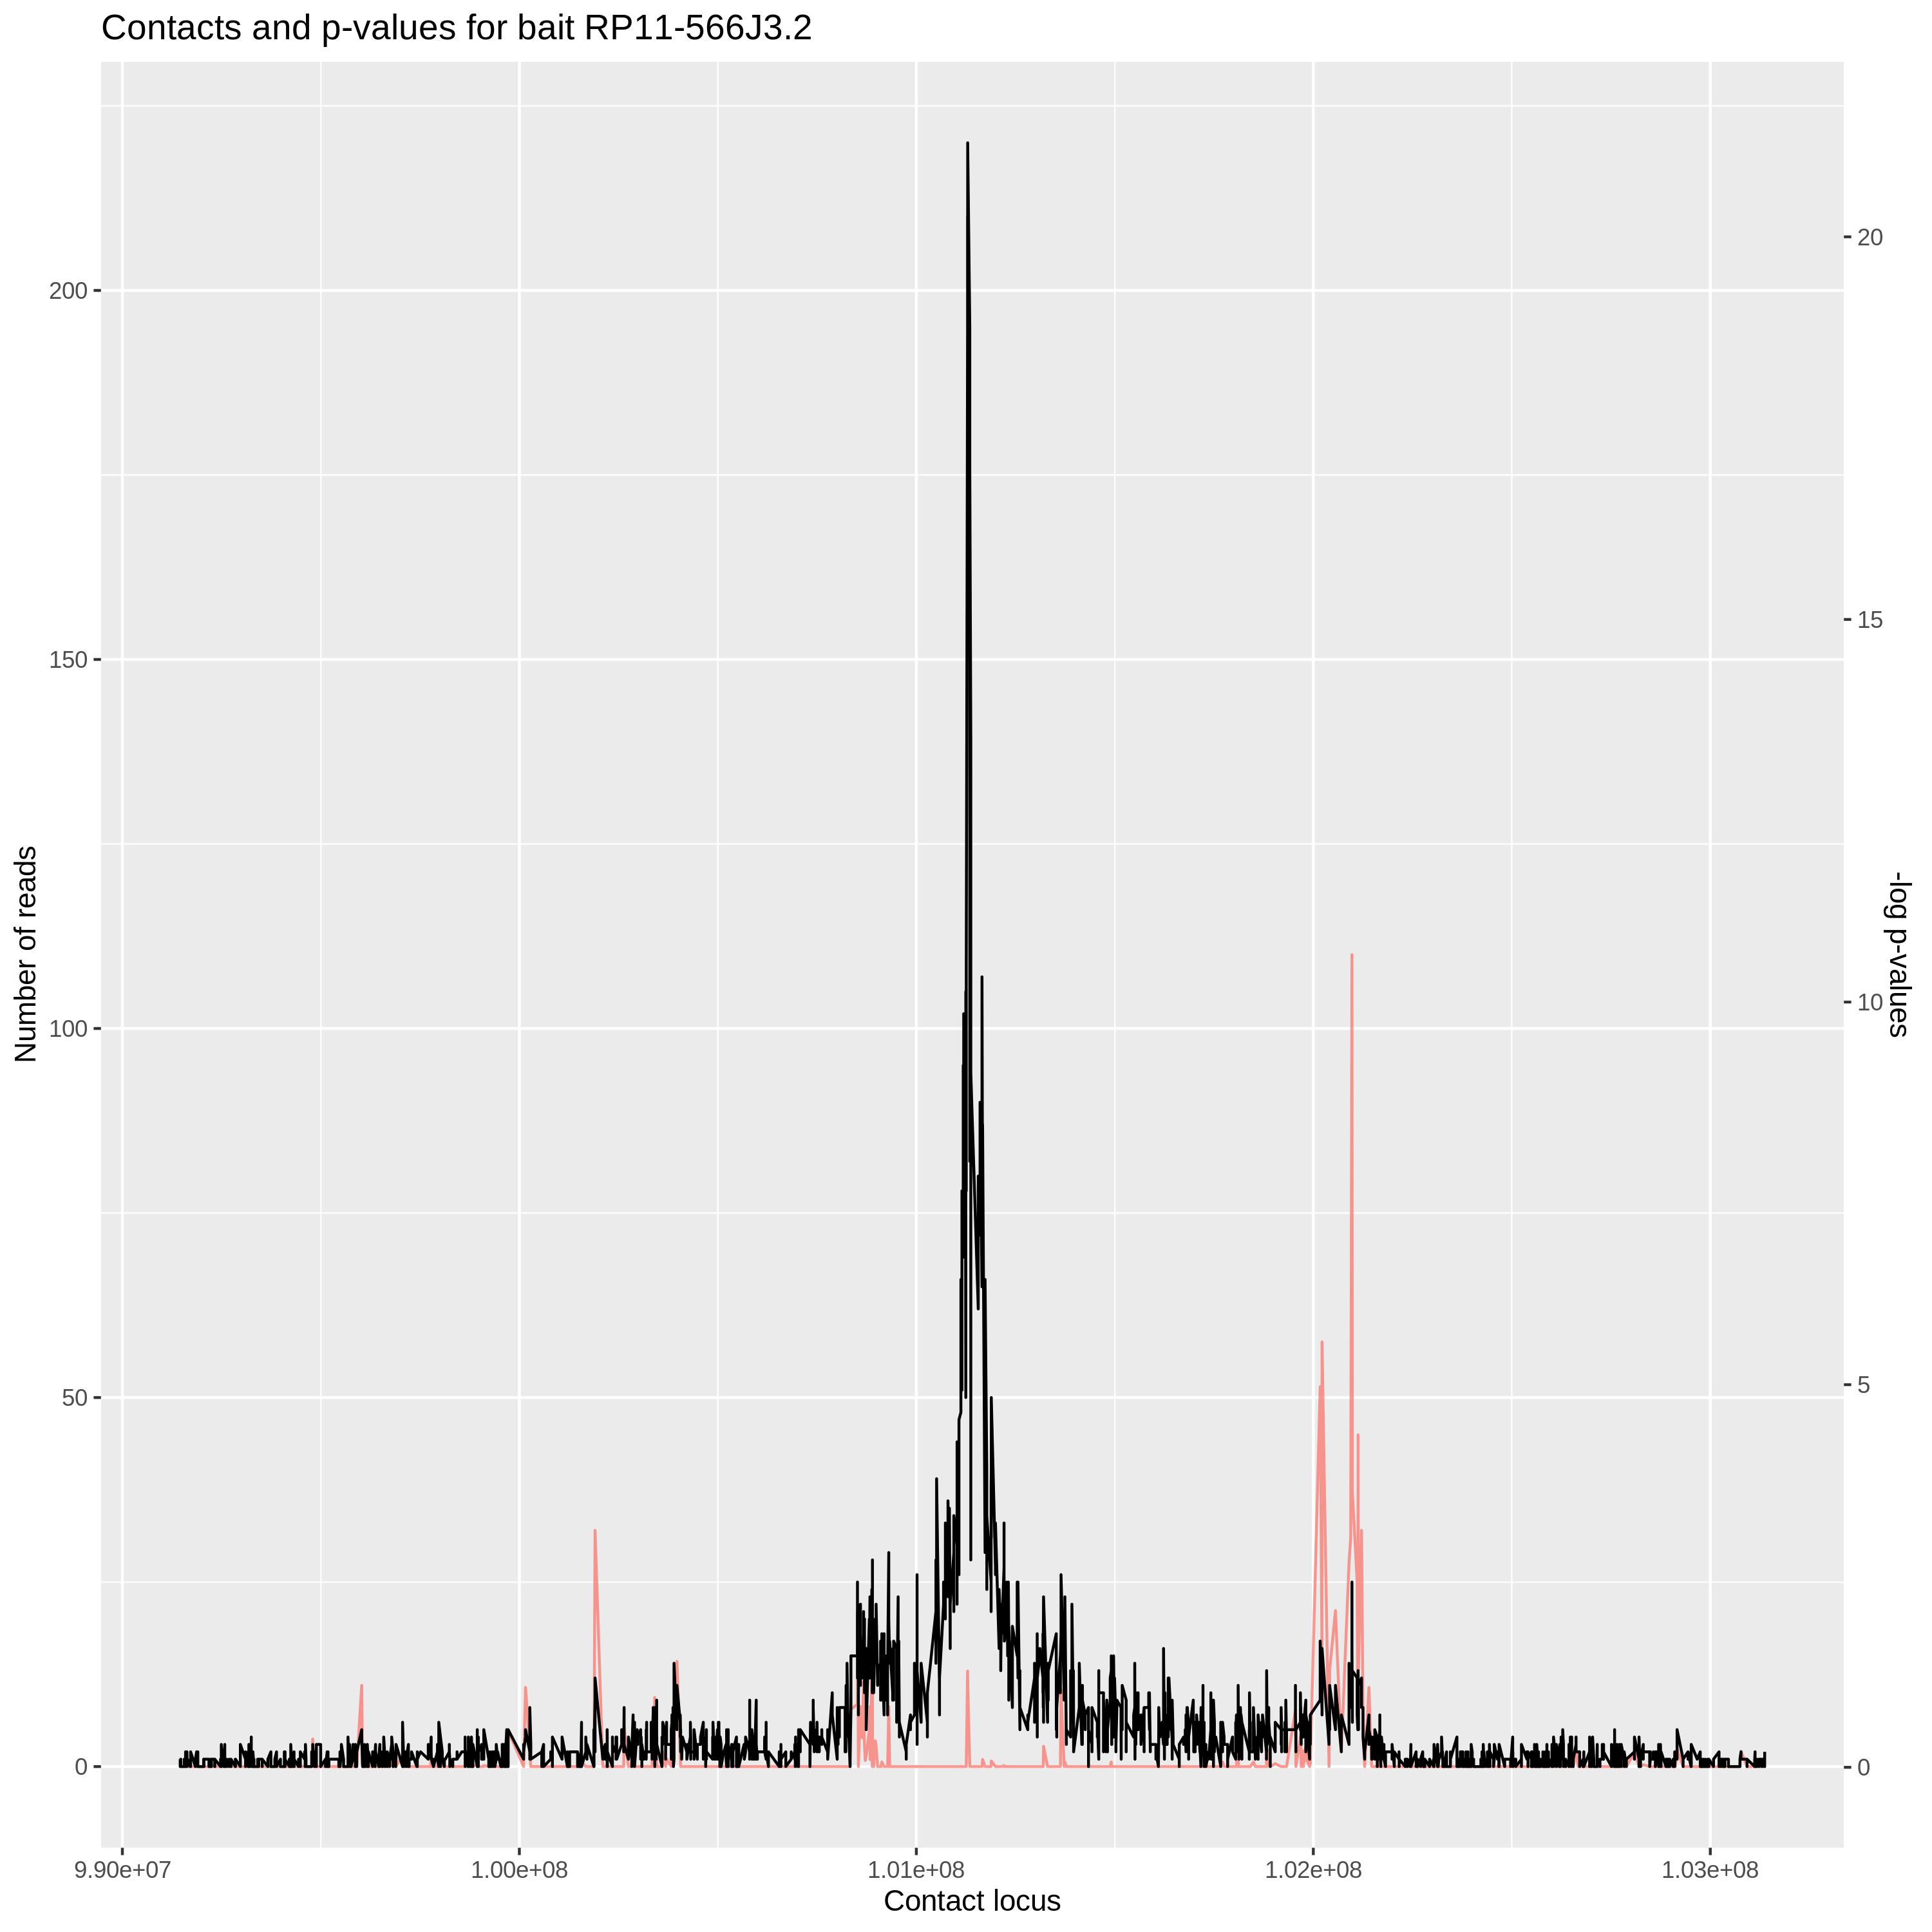 Contacts and p-values for bait RP11-566J3.2
Number of reads
200
150
100
50
0
20
15
10
5
0
-log p-values
9.90e+07 1.00e+08 1.01e+08 1.02e+08 1.03e+08
Contact locus